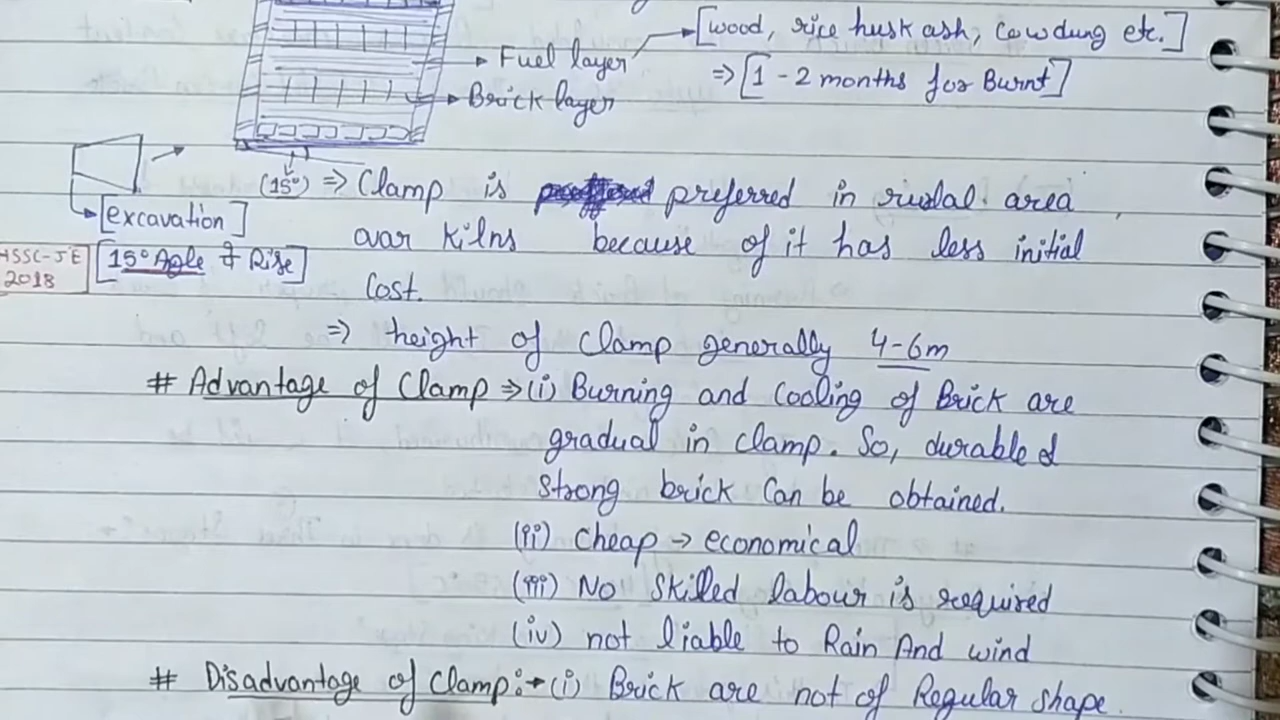 [wood, rice husk ash, Cowdung etc.]
Fuel layer
⇒ [1 - 2 months for Burnt]
Brick layer
(15°) ⇒ Clamp is preferred in rural area
[excavation]
avar kilns because of it has less initial
HSSC-JE
2018
[15° Agle of Rise]
Cost.
⇒ height of Clamp generally 4-6m
# Advantage of Clamp ⇒ (i) Burning and Cooling of Brick are
gradual in clamp. So, durable &
Strong brick Can be obtained.
(ii) Cheap → economical
(iii) No Skilled labour is required
(iv) not liable to Rain And wind
# Disadvantage of Clamp:→ (i) Brick are not of Regular shape.